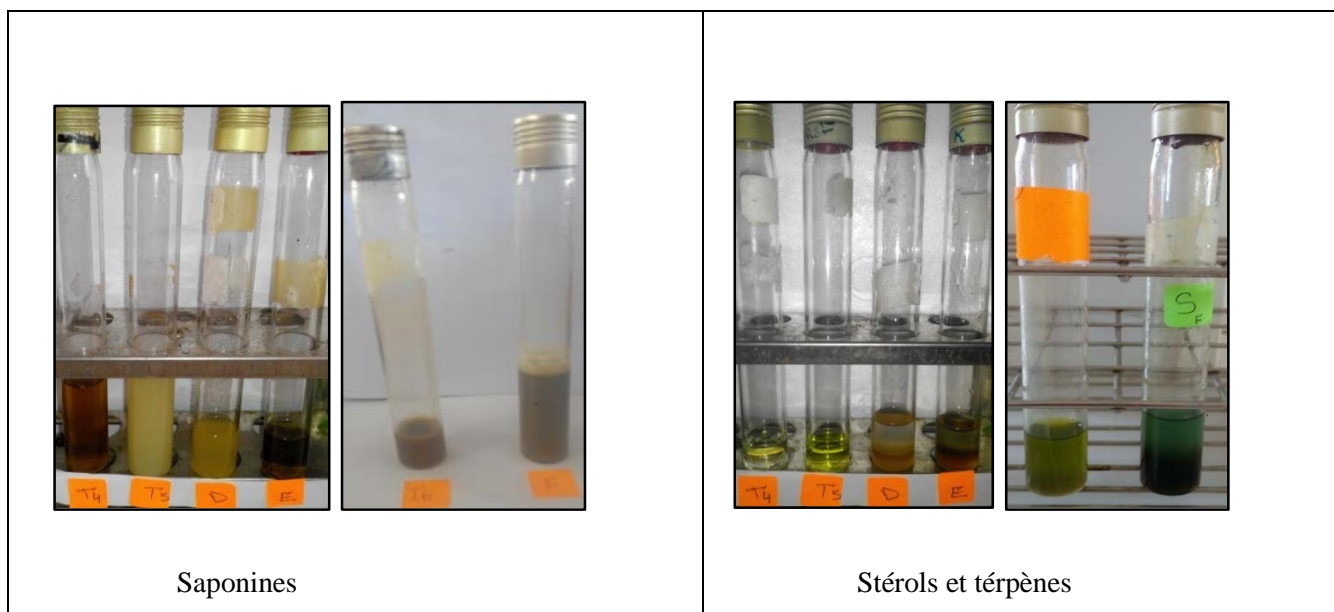 T4 T5 D E
T6 F
Saponines
K
S F
T4 T5 D E
Stérols et térpènes